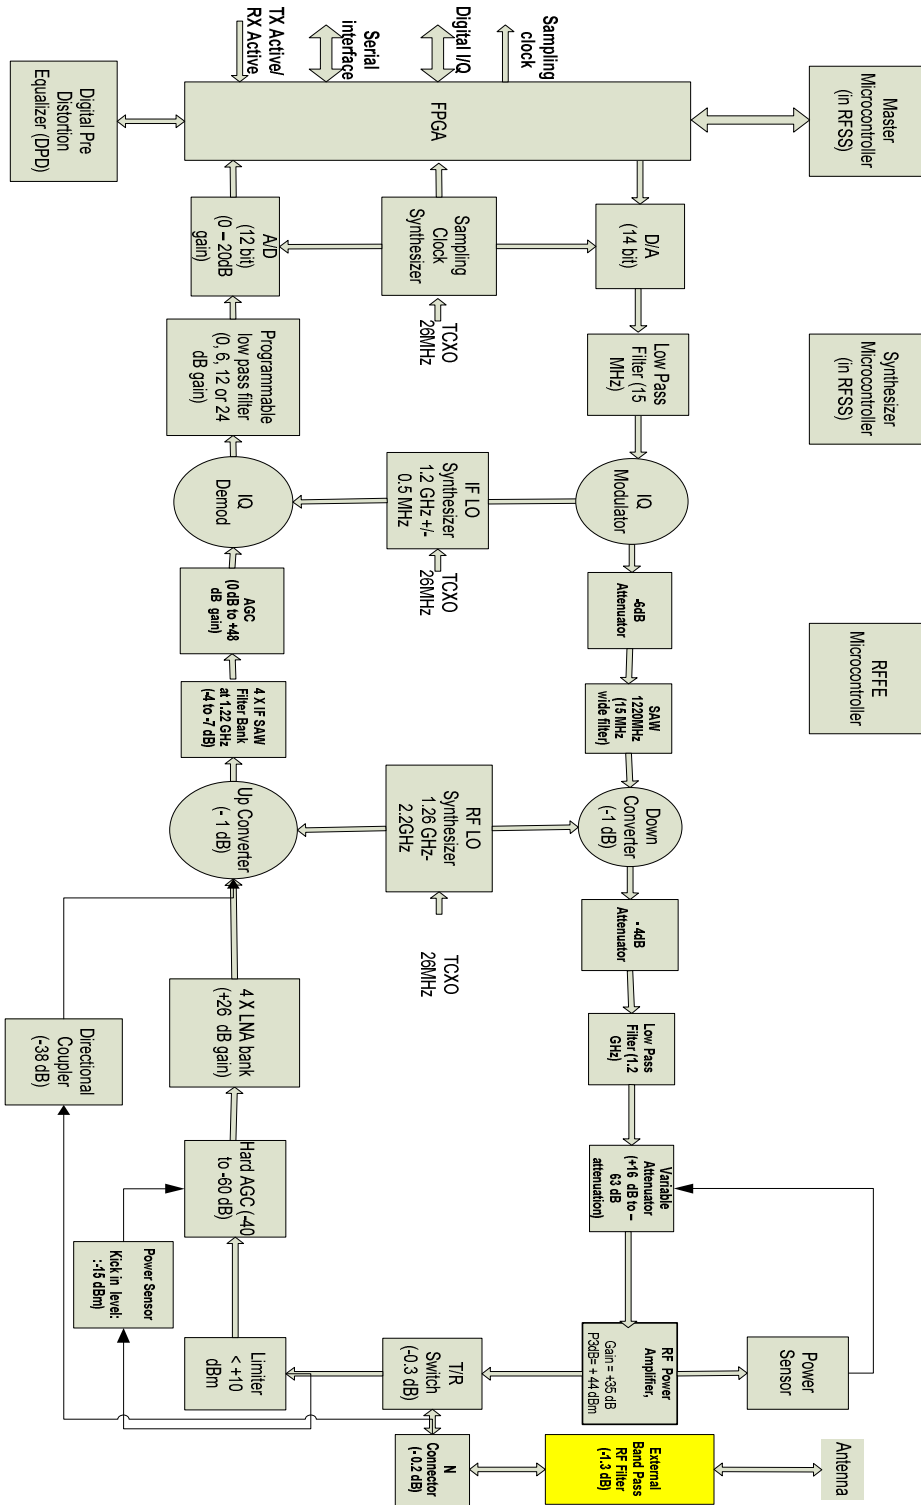 Master
Microcontroller
(in RFSS)
Synthesizer
Microcontroller
(in RFSS)
RFFE
Microcontroller
Power
Sensor
Antenna
Sampling
clock
Digital I/Q
Serial
interface
TX Active/
RX Active
FPGA
D/A
(14 bit)
Low Pass
Filter (15
MHz)
IQ
Modulator
-6dB
Attenuator
SAW
1220MHz
(15 MHz
wide filter)
Down
Converter
(-1 dB)
- 4dB
Attenuator
Low Pass
Filter (1.2
GHz)
Variable
Attenuator
(+16 dB to –
63 dB
attenuation)
RF Power
Amplifier,
Gain = +35 dB
P3dB= + 44 dBm
External
Band Pass
RF Filter
(-1.3 dB)
Sampling
Clock
Synthesizer
TCXO
26MHz
IF LO
Synthesizer
1.2 GHz +/-
0.5 MHz
TCXO
26MHz
RF LO
Synthesizer
1.26 GHz-
2.2GHz
TCXO
26MHz
T/R
Switch
(-0.3 dB)
N
Connector
(- 0.2 dB)
A/D
(12 bit)
(0 – 20dB
gain)
Programmable
low pass filter
(0, 6, 12 or 24
dB gain)
IQ
Demod
AGC
(0 dB to +48
dB gain)
4 X IF SAW
Filter Bank
at 1.22 GHz
(-4 to -7 dB)
Up Converter
(- 1 dB)
4 X LNA bank
(+26 dB gain)
Hard AGC (-40
to -60 dB)
Limiter
< +10
dBm
Digital Pre
Distortion
Equalizer (DPD)
Directional
Coupler
(-38 dB)
Power Sensor
Kick in level:
:-15 dBm)